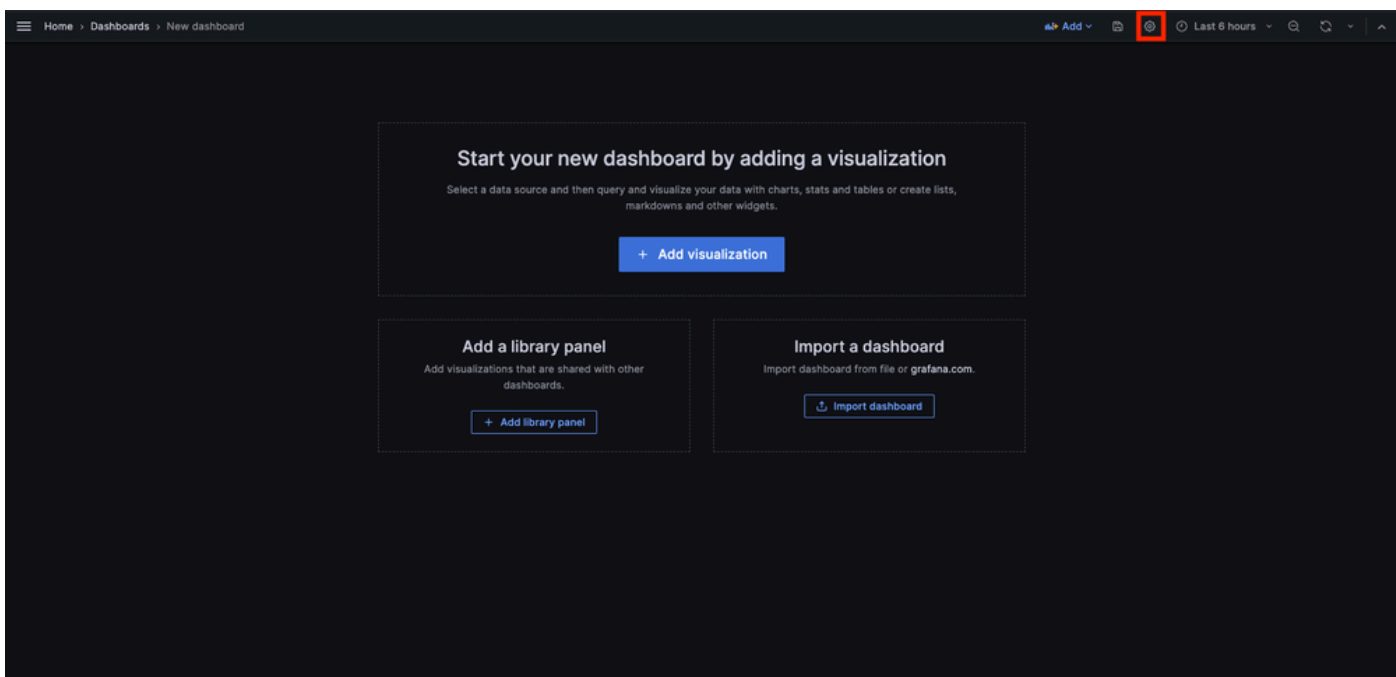 Home › Dashboards › New dashboard
Add
Last 6 hours
Start your new dashboard by adding a visualization
Select a data source and then query and visualize your data with charts, stats and tables or create lists,
markdowns and other widgets.
+ Add visualization
Add a library panel
Add visualizations that are shared with other
dashboards.
+ Add library panel
Import a dashboard
Import dashboard from file or grafana.com.
Import dashboard